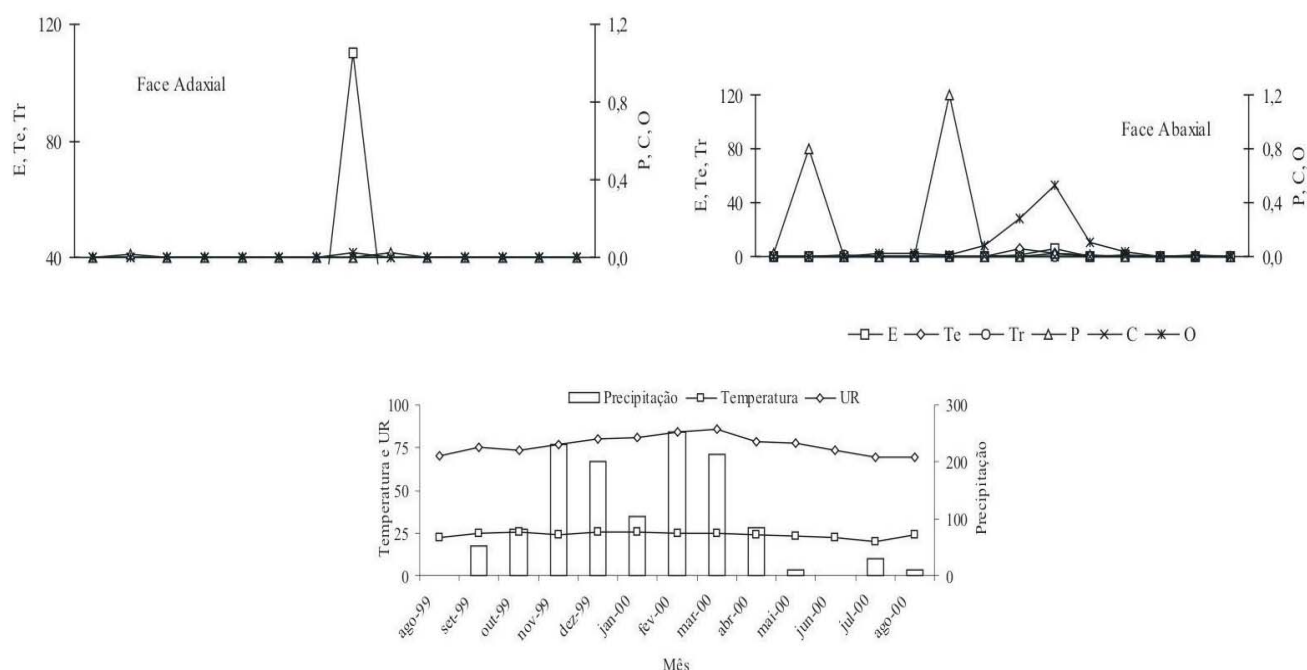 120
80
40
E, Te, Tr
Face Adaxial
1,2
0,8
0,4
0,0
P, C, O
120
80
40
0
E, Te, Tr
Face Abaxial
1,2
0,8
0,4
0,0
P, C, O
E Te Tr P C O
Precipitação Temperatura UR
100
75
50
25
0
Temperatura e UR
300
200
100
0
Precipitação
ago-99 set-99 out-99 nov-99 dez-99 jan-00 fev-00 mar-00 abr-00 mai-00 jun-00 jul-00 ago-00
Mês